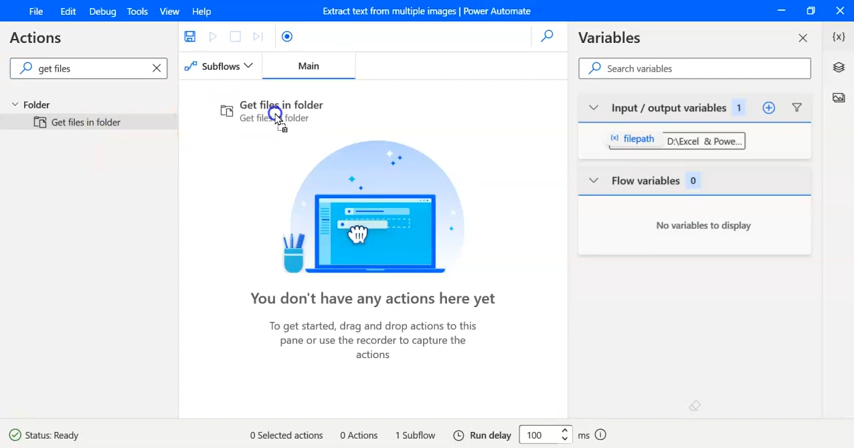 File Edit Debug Tools View Help
Extract text from multiple images | Power Automate
Actions
get files
Folder
Get files in folder
Subflows
Main
Get files in folder
Get files in folder
You don't have any actions here yet
To get started, drag and drop actions to this
pane or use the recorder to capture the
actions
Variables
{x}
Search variables
Input / output variables 1
filepath D:\Excel & Powe...
Flow variables 0
No variables to display
Status: Ready
0 Selected actions 0 Actions 1 Subflow Run delay 100 ms